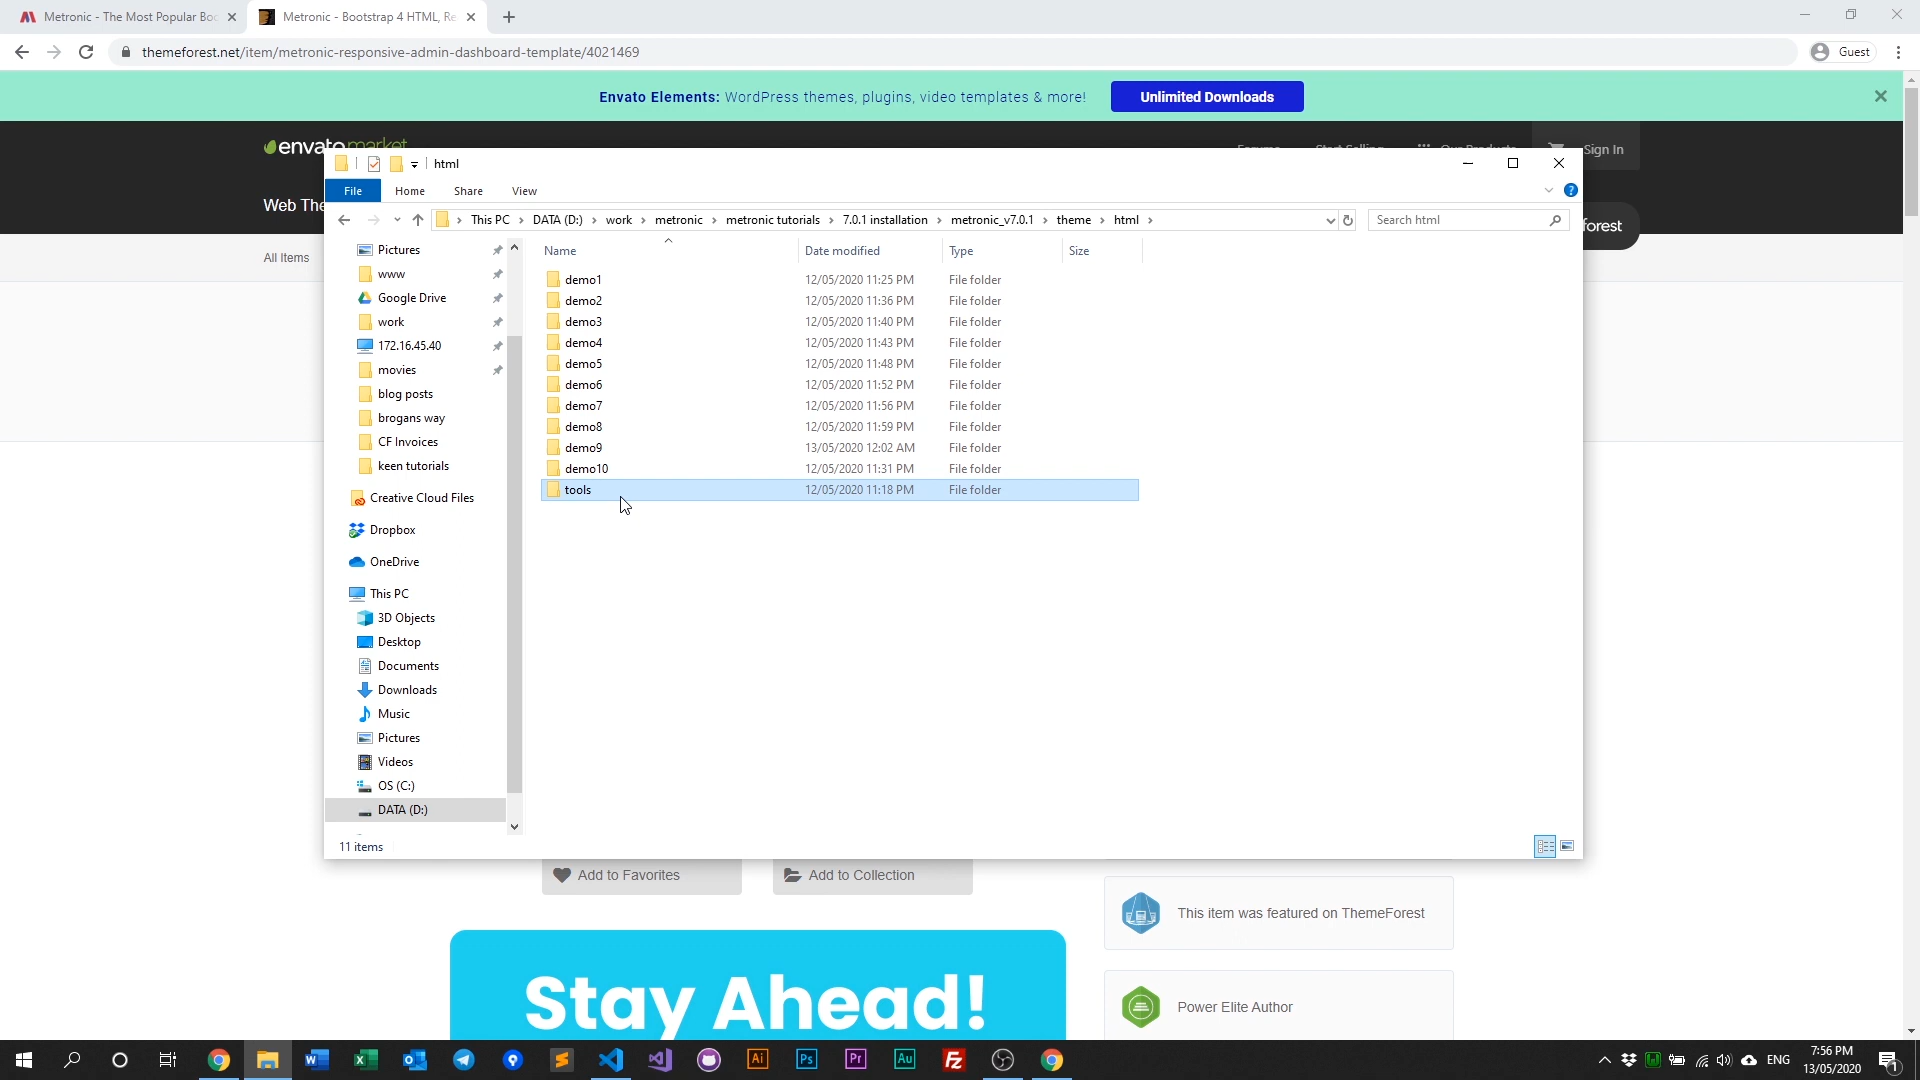 Metronic - The Most Popular Boo
Metronic - Bootstrap 4 HTML, Re
themeforest.net/item/metronic-responsive-admin-dashboard-template/4021469
Guest
Envato Elements: WordPress themes, plugins, video templates & more!
Unlimited Downloads
envatomarket
Sign In
Web The
forest
All Items
html
File
Home
Share
View
This PC
DATA (D:)
work
metronic
metronic tutorials
7.0.1 installation
metronic_v7.0.1
theme
html
Search html
Name
Date modified
Type
Size
demo1 12/05/2020 11:25 PM File folder
demo2 12/05/2020 11:36 PM File folder
demo3 12/05/2020 11:40 PM File folder
demo4 12/05/2020 11:43 PM File folder
demo5 12/05/2020 11:48 PM File folder
demo6 12/05/2020 11:52 PM File folder
demo7 12/05/2020 11:56 PM File folder
demo8 12/05/2020 11:59 PM File folder
demo9 13/05/2020 12:02 AM File folder
demo10 12/05/2020 11:31 PM File folder
tools 12/05/2020 11:18 PM File folder
Pictures
www
Google Drive
work
172.16.45.40
movies
blog posts
brogans way
CF Invoices
keen tutorials
Creative Cloud Files
Dropbox
OneDrive
This PC
3D Objects
Desktop
Documents
Downloads
Music
Pictures
Videos
OS (C:)
DATA (D:)
11 items
Add to Favorites
Add to Collection
This item was featured on ThemeForest
Power Elite Author
Stay Ahead!
Ai
Ps
Pr
Au
ENG
7:56 PM
13/05/2020
1